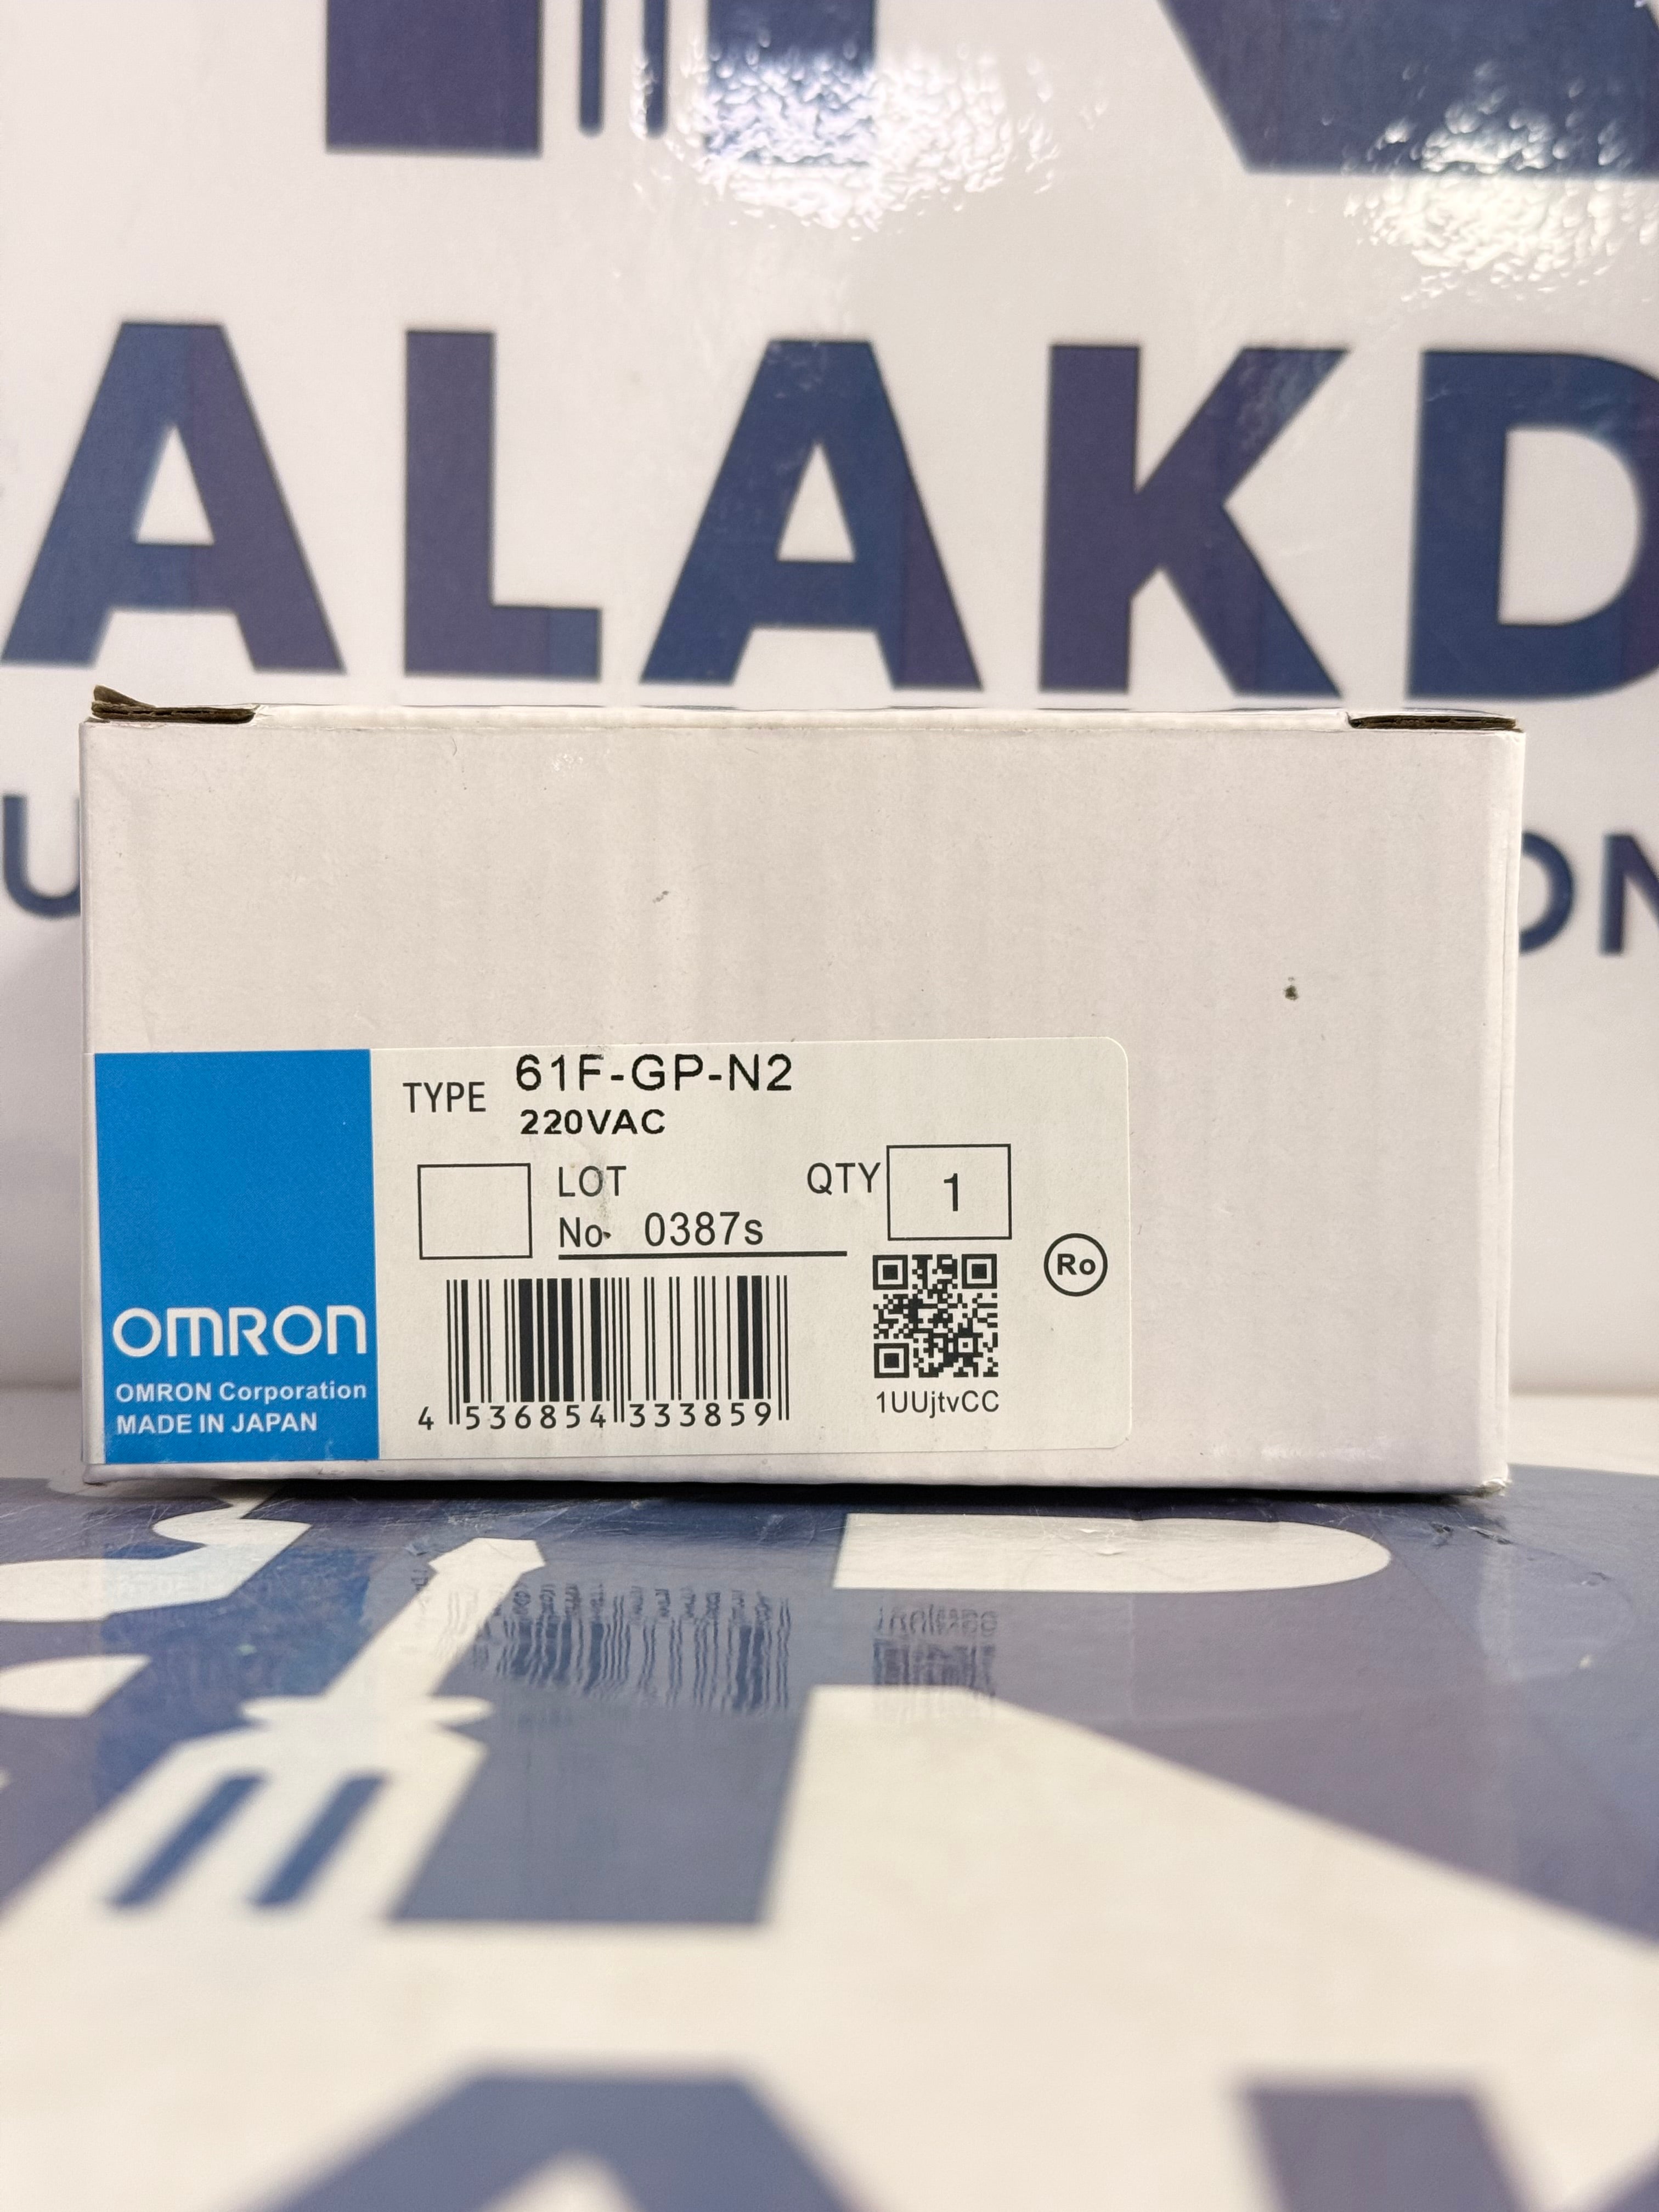 ALAKD
U
ON
TYPE 61F-GP-N2
220VAC
LOT
No. 0387s
QTY 1
Ro
OMRON
OMRON Corporation
MADE IN JAPAN
4 536854 333859
1UUjtvCC